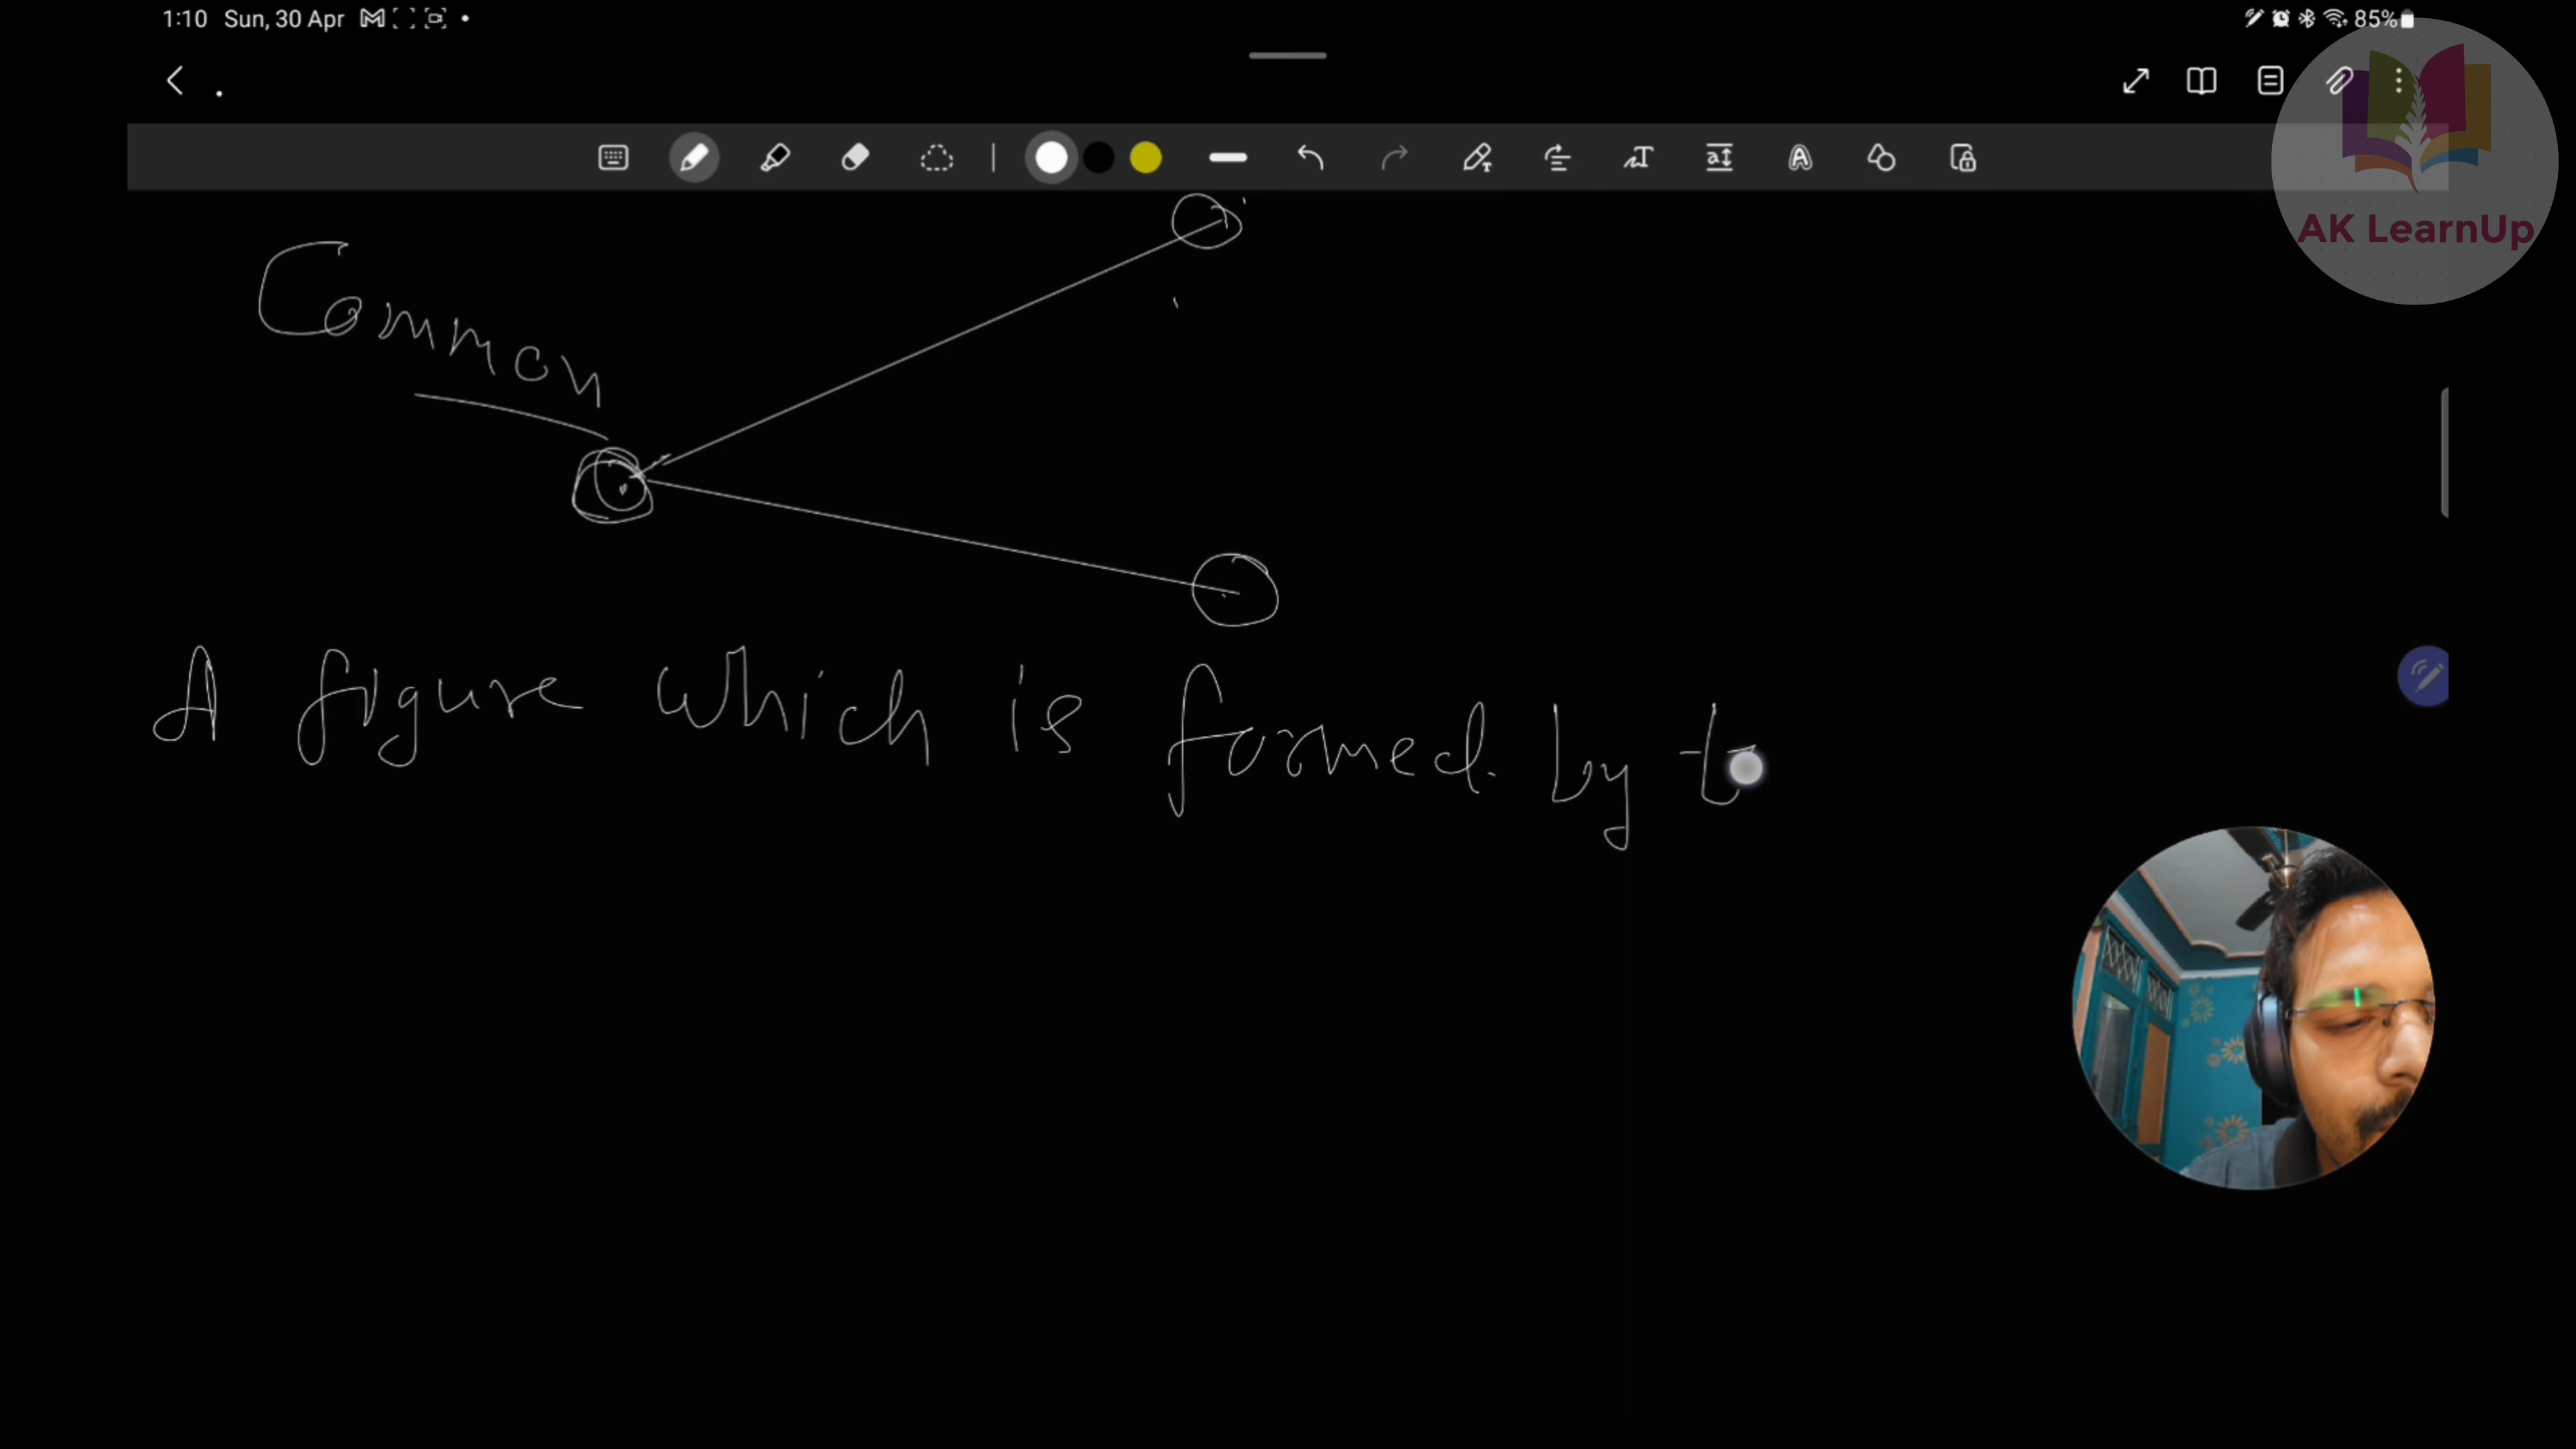 1:10 Sun, 30 Apr
85%
AK LearnUp
Common
A figure which is formed by t